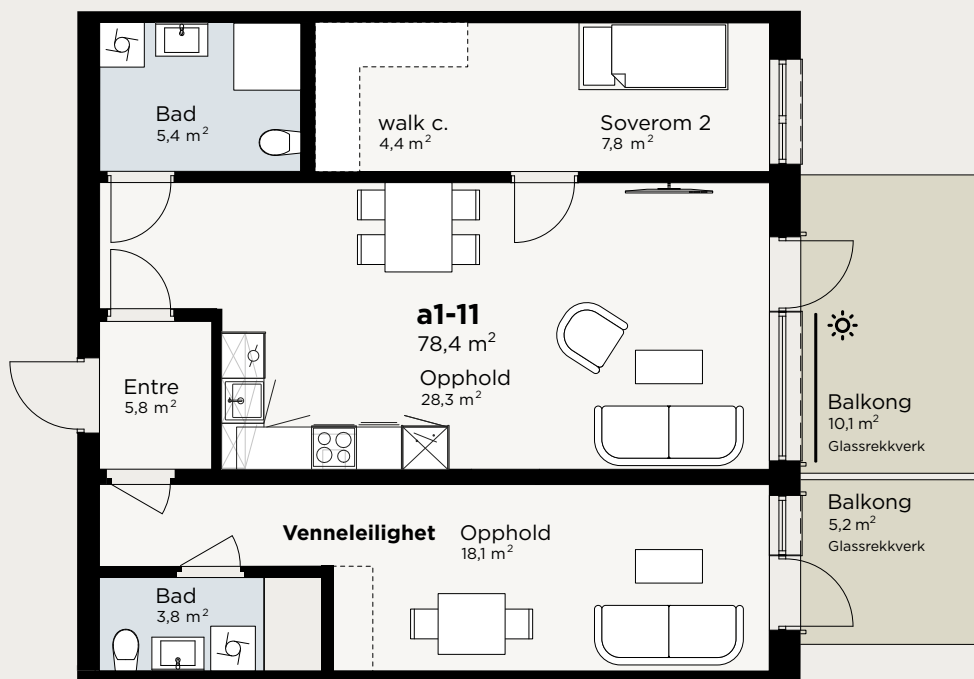 Bad
5,4 m²
walk c.
4,4 m²
Soverom 2
7,8 m²
a1-11
78,4 m²
Opphold
28,3 m²
Entre
5,8 m²
Balkong
10,1 m²
Glassrekkverk
Venneleilighet Opphold
18,1 m²
Balkong
5,2 m²
Glassrekkverk
Bad
3,8 m²